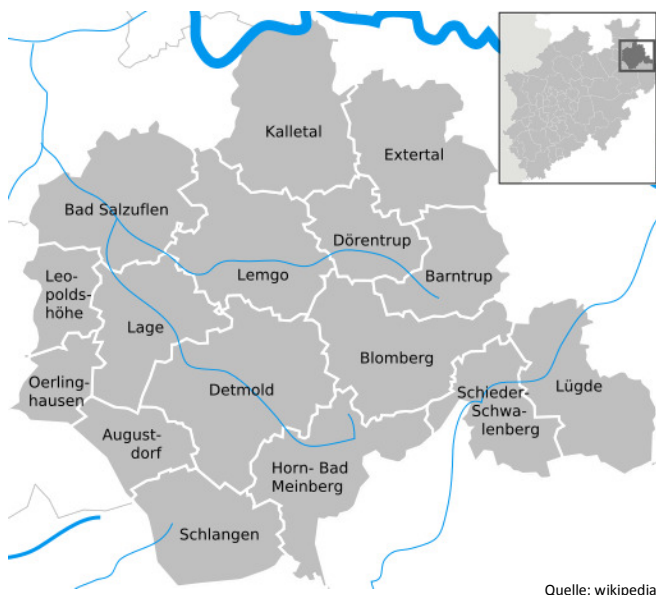 Kalletal
Extertal
Bad Salzuflen
Dörentrup
Lemgo
Barntrup
Leo-
polds-
höhe
Lage
Blomberg
Oerling-
hausen
Detmold
Schieder-
Schwa-
lenberg
Lügde
August-
dorf
Horn- Bad
Meinberg
Schlangen
Quelle: wikipedia